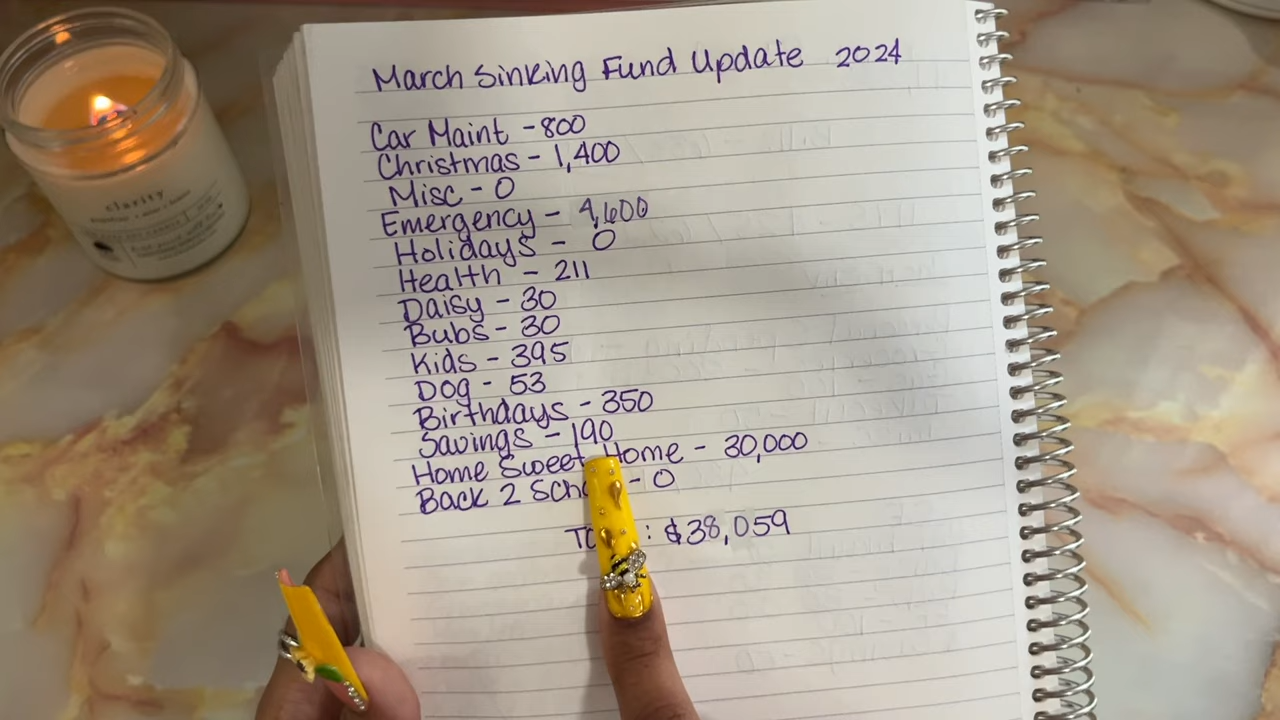 March Sinking Fund Update 2024
Car Maint - 800
Christmas - 1,400
Misc - 0
Emergency - 4,600
Holidays - 0
Health - 211
Daisy - 30
Bubs - 30
Kids - 395
Dog - 53
Birthdays - 350
Savings - 190
Home Sweet Home - 30,000
Back 2 - 0
: $38,059
clarity